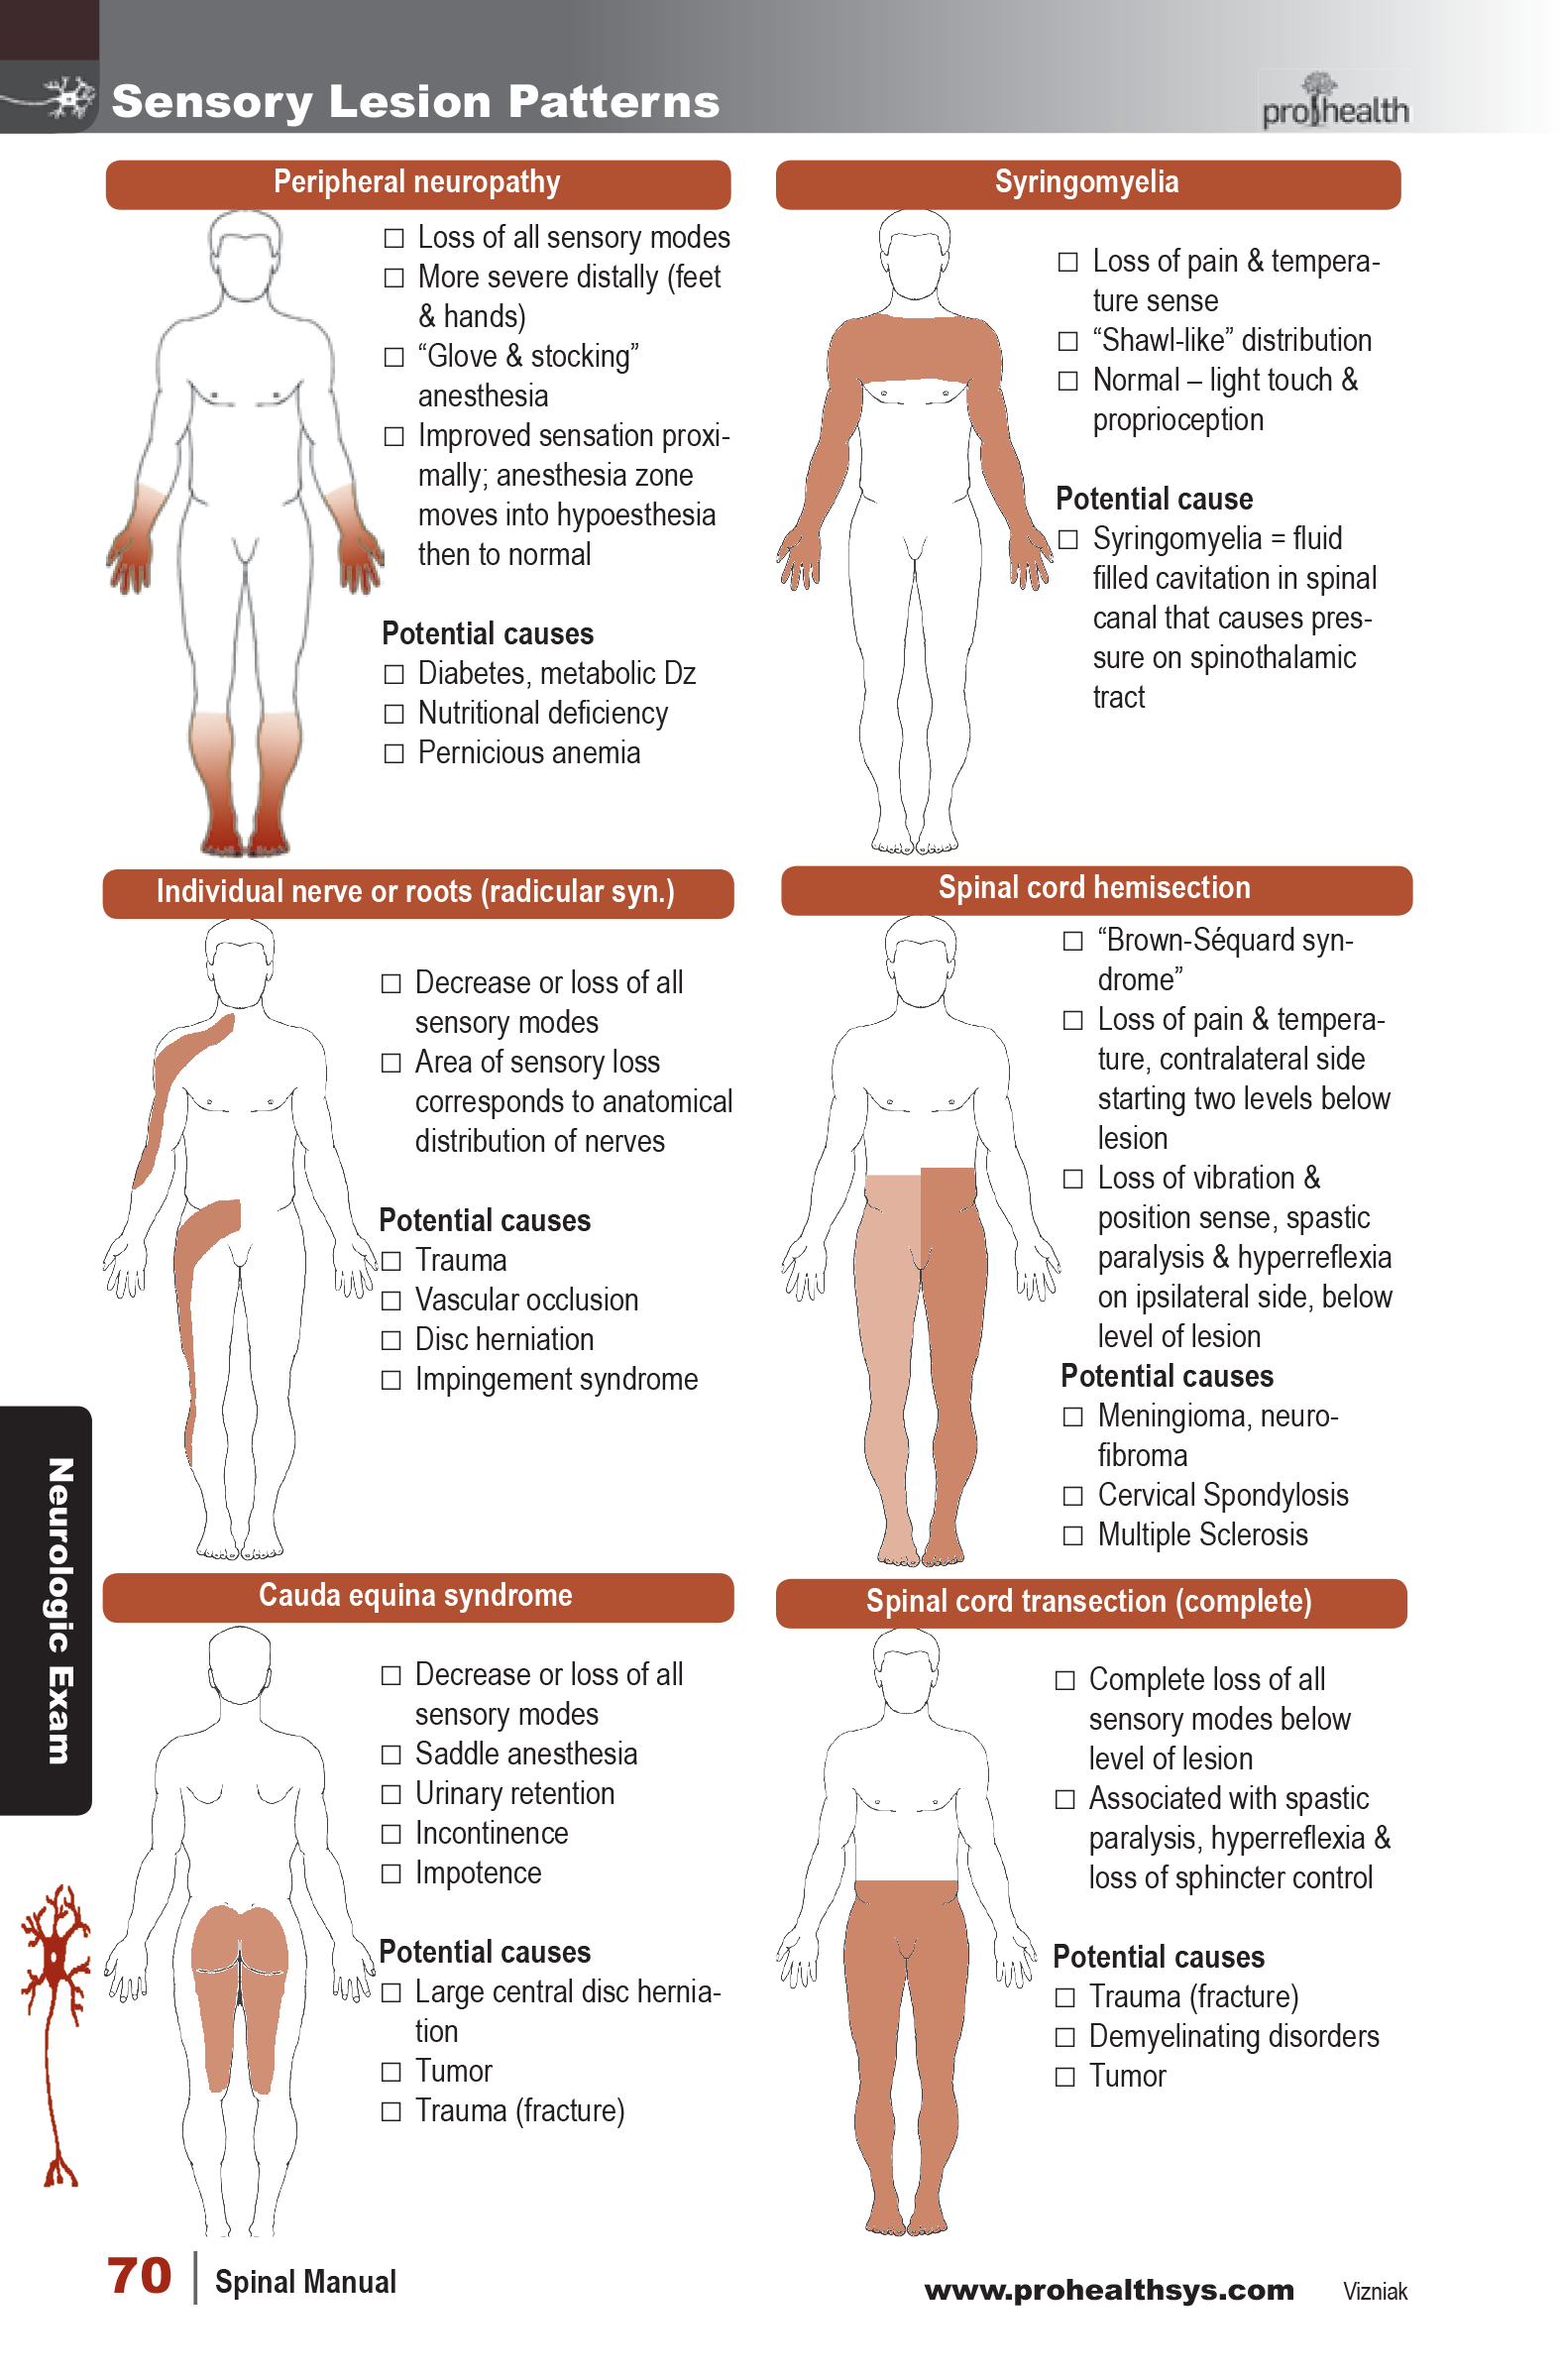 Sensory Lesion Patterns
prohealth
Peripheral neuropathy
☐ Loss of all sensory modes
☐ More severe distally (feet
& hands)
☐ “Glove & stocking”
anesthesia
☐ Improved sensation proxi-
mally; anesthesia zone
moves into hypoesthesia
then to normal
Potential causes
☐ Diabetes, metabolic Dz
☐ Nutritional deficiency
☐ Pernicious anemia
Syringomyelia
☐ Loss of pain & tempera-
ture sense
☐ “Shawl-like” distribution
☐ Normal – light touch &
proprioception
Potential cause
☐ Syringomyelia = fluid
filled cavitation in spinal
canal that causes pres-
sure on spinothalamic
tract
Individual nerve or roots (radicular syn.)
☐ Decrease or loss of all
sensory modes
☐ Area of sensory loss
corresponds to anatomical
distribution of nerves
Potential causes
☐ Trauma
☐ Vascular occlusion
☐ Disc herniation
☐ Impingement syndrome
Spinal cord hemisection
☐ “Brown-Séquard syn-
drome”
☐ Loss of pain & tempera-
ture, contralateral side
starting two levels below
lesion
☐ Loss of vibration &
position sense, spastic
paralysis & hyperreflexia
on ipsilateral side, below
level of lesion
Potential causes
☐ Meningioma, neuro-
fibroma
☐ Cervical Spondylosis
☐ Multiple Sclerosis
Cauda equina syndrome
☐ Decrease or loss of all
sensory modes
☐ Saddle anesthesia
☐ Urinary retention
☐ Incontinence
☐ Impotence
Potential causes
☐ Large central disc hernia-
tion
☐ Tumor
☐ Trauma (fracture)
Spinal cord transection (complete)
☐ Complete loss of all
sensory modes below
level of lesion
☐ Associated with spastic
paralysis, hyperreflexia &
loss of sphincter control
Potential causes
☐ Trauma (fracture)
☐ Demyelinating disorders
☐ Tumor
Neurologic Exam
70 | Spinal Manual
www.prohealthsys.com Vizniak